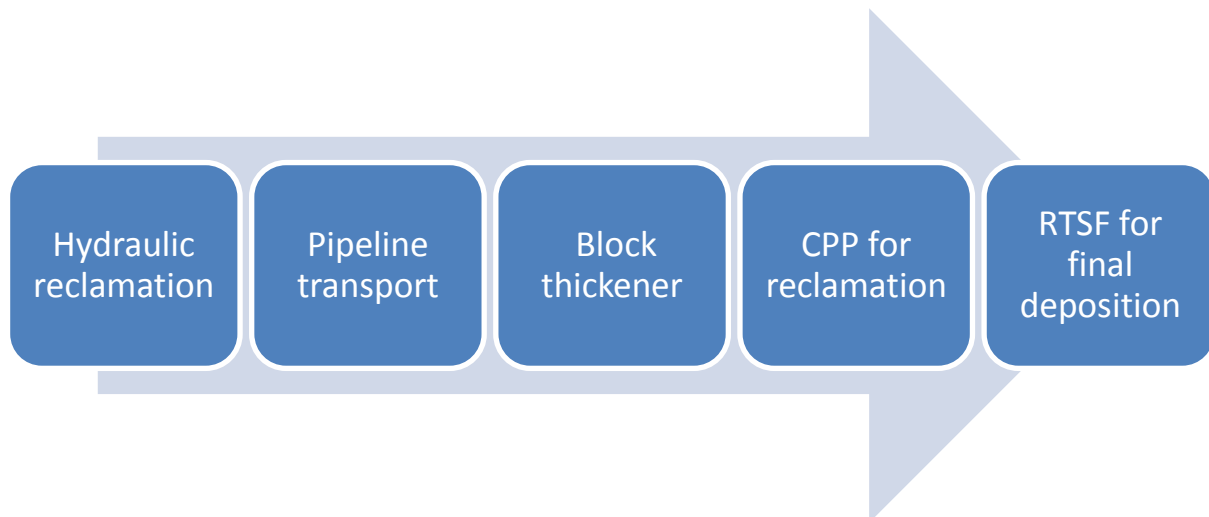 Hydraulic
reclamation
Pipeline
transport
Block
thickener
CPP for
reclamation
RTSF for
final
deposition